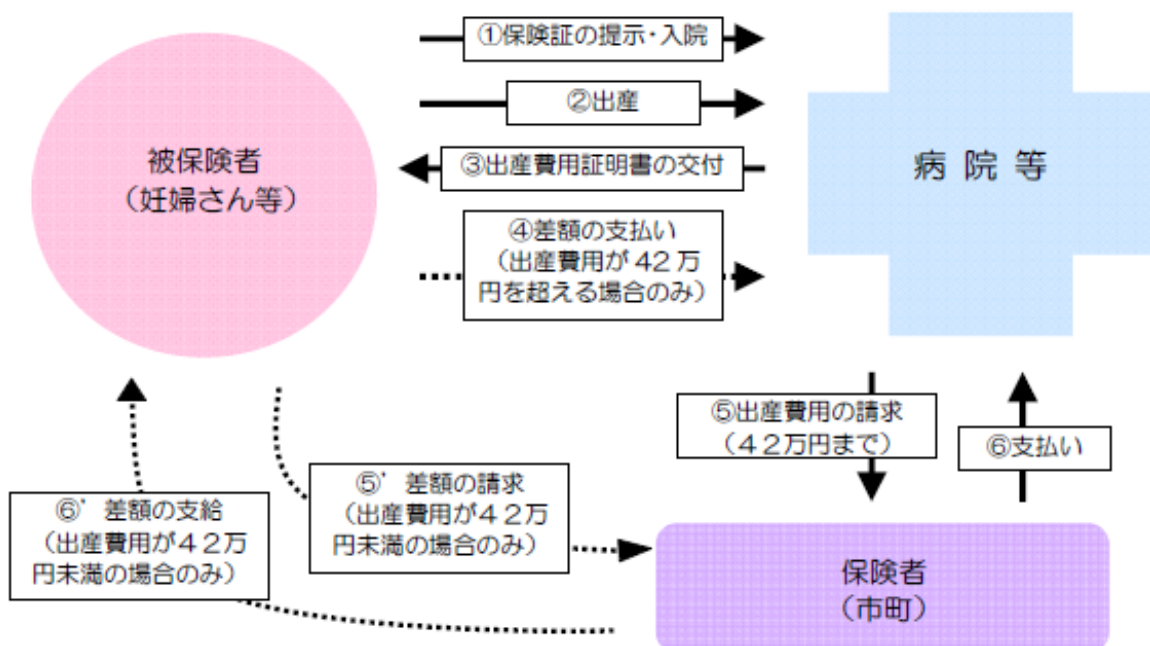 ①保険証の提示・入院
②出産
③出産費用証明書の交付
④差額の支払い
（出産費用が42万
円を超える場合のみ）
被保険者
（妊婦さん等）
病 院 等
⑤出産費用の請求
（４２万円まで）
⑥支払い
⑤’ 差額の請求
（出産費用が４２万
円未満の場合のみ）
⑥’ 差額の支給
（出産費用が４２万
円未満の場合のみ）
保険者
（市町）